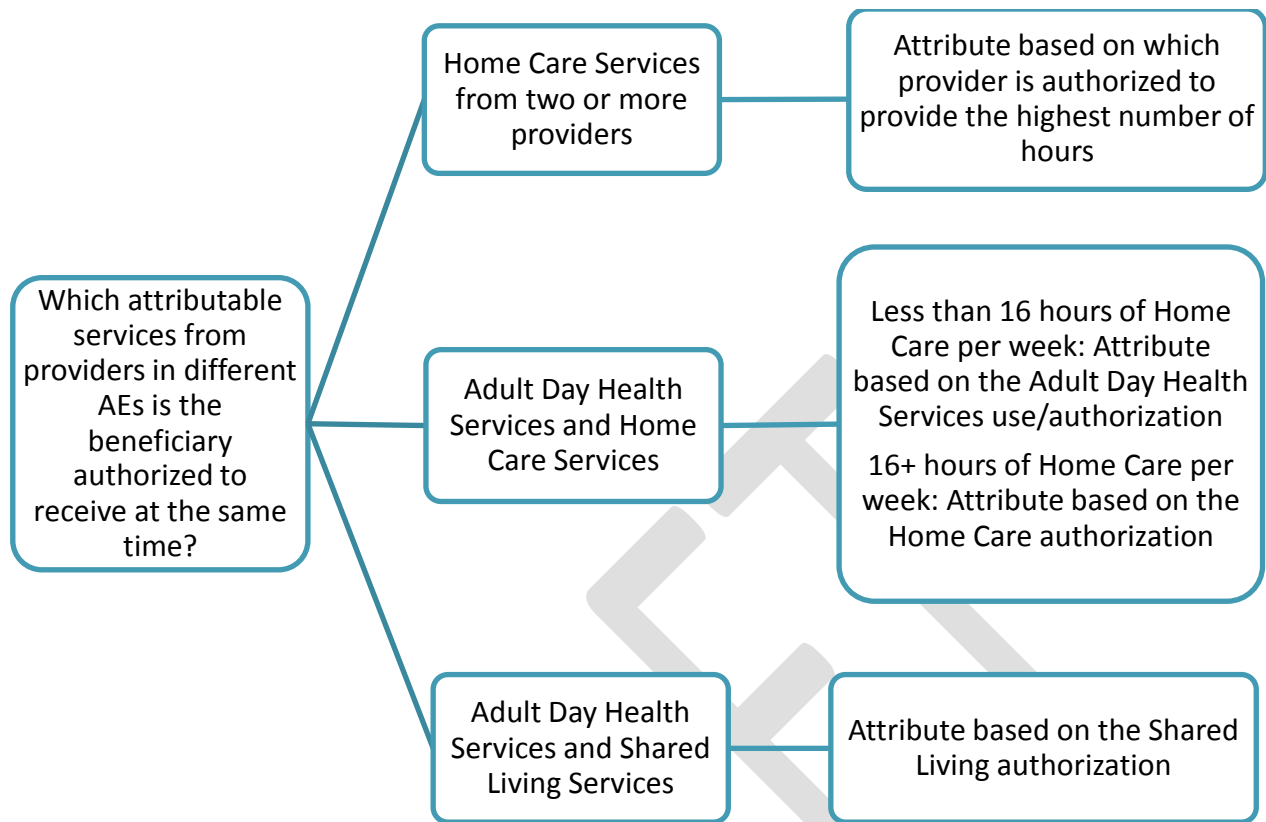 Which attributable
services from
providers in different
AEs is the
beneficiary
authorized to
receive at the same
time?
Home Care Services
from two or more
providers
Attribute based on which
provider is authorized to
provide the highest number of
hours
Adult Day Health
Services and Home
Care Services
Less than 16 hours of Home
Care per week: Attribute
based on the Adult Day Health
Services use/authorization
16+ hours of Home Care per
week: Attribute based on the
Home Care authorization
Adult Day Health
Services and Shared
Living Services
Attribute based on the Shared
Living authorization